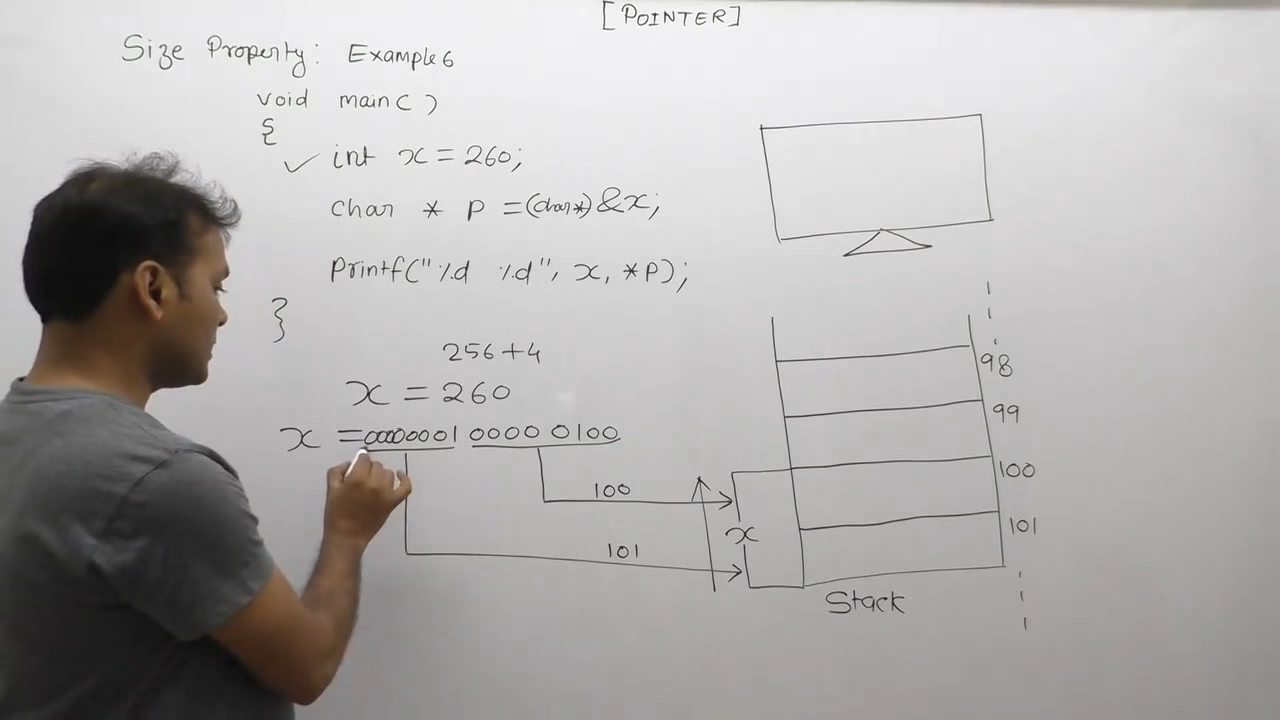 [POINTER]
Size Property: Example 6
void main( )
{
✓ int x = 260;
char * p = (char*)&x;
Printf("%d %d", x, *P);
}
256+4
x = 260
x = 00000001 0000 0100
100
101
x
98
99
100
101
Stack